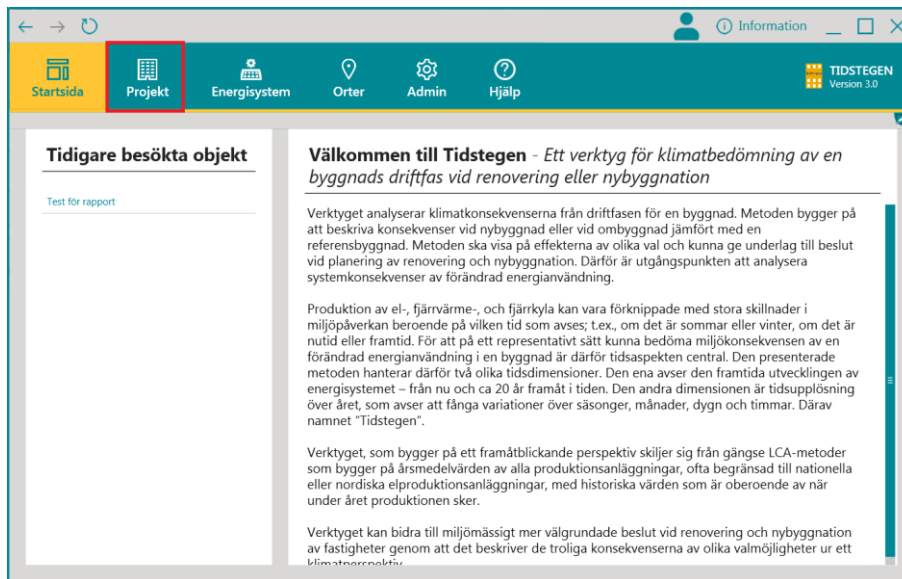 Information
Startsida
Projekt
Energisystem
Orter
Admin
Hjälp
TIDSTEGEN
Version 3.0
Tidigare besökta objekt
Test för rapport
Välkommen till Tidstegen - Ett verktyg för klimatbedömning av en
byggnads driftfas vid renovering eller nybyggnation
Verktyget analyserar klimatkonsekvenserna från driftfasen för en byggnad. Metoden bygger på
att beskriva konsekvenser vid nybyggnad eller vid ombyggnad jämfört med en
referensbyggnad. Metoden ska visa på effekterna av olika val och kunna ge underlag till beslut
vid planering av renovering och nybyggnation. Därför är utgångspunkten att analysera
systemkonsekvenser av förändrad energianvändning.
Produktion av el-, fjärrvärme-, och fjärrkyla kan vara förknippade med stora skillnader i
miljöpåverkan beroende på vilken tid som avses; t.ex., om det är sommar eller vinter, om det är
nutid eller framtid. För att på ett representativt sätt kunna bedöma miljökonsekvensen av en
förändrad energianvändning i en byggnad är därför tidsaspekten central. Den presenterade
metoden hanterar därför två olika tidsdimensioner. Den ena avser den framtida utvecklingen av
energisystemet – från nu och ca 20 år framåt i tiden. Den andra dimensionen är tidsupplösning
över året, som avser att fånga variationer över säsonger, månader, dygn och timmar. Därav
namnet "Tidstegen".
Verktyget, som bygger på ett framåtblickande perspektiv skiljer sig från gängse LCA-metoder
som bygger på årsmedelvärden av alla produktionsanläggningar, ofta begränsad till nationella
eller nordiska elproduktionsanläggningar, med historiska värden som är oberoende av när
under året produktionen sker.
Verktyget kan bidra till miljömässigt mer välgrundade beslut vid renovering och nybyggnation
av fastigheter genom att det beskriver de troliga konsekvenserna av olika valmöjligheter ur ett
klimatperspektiv